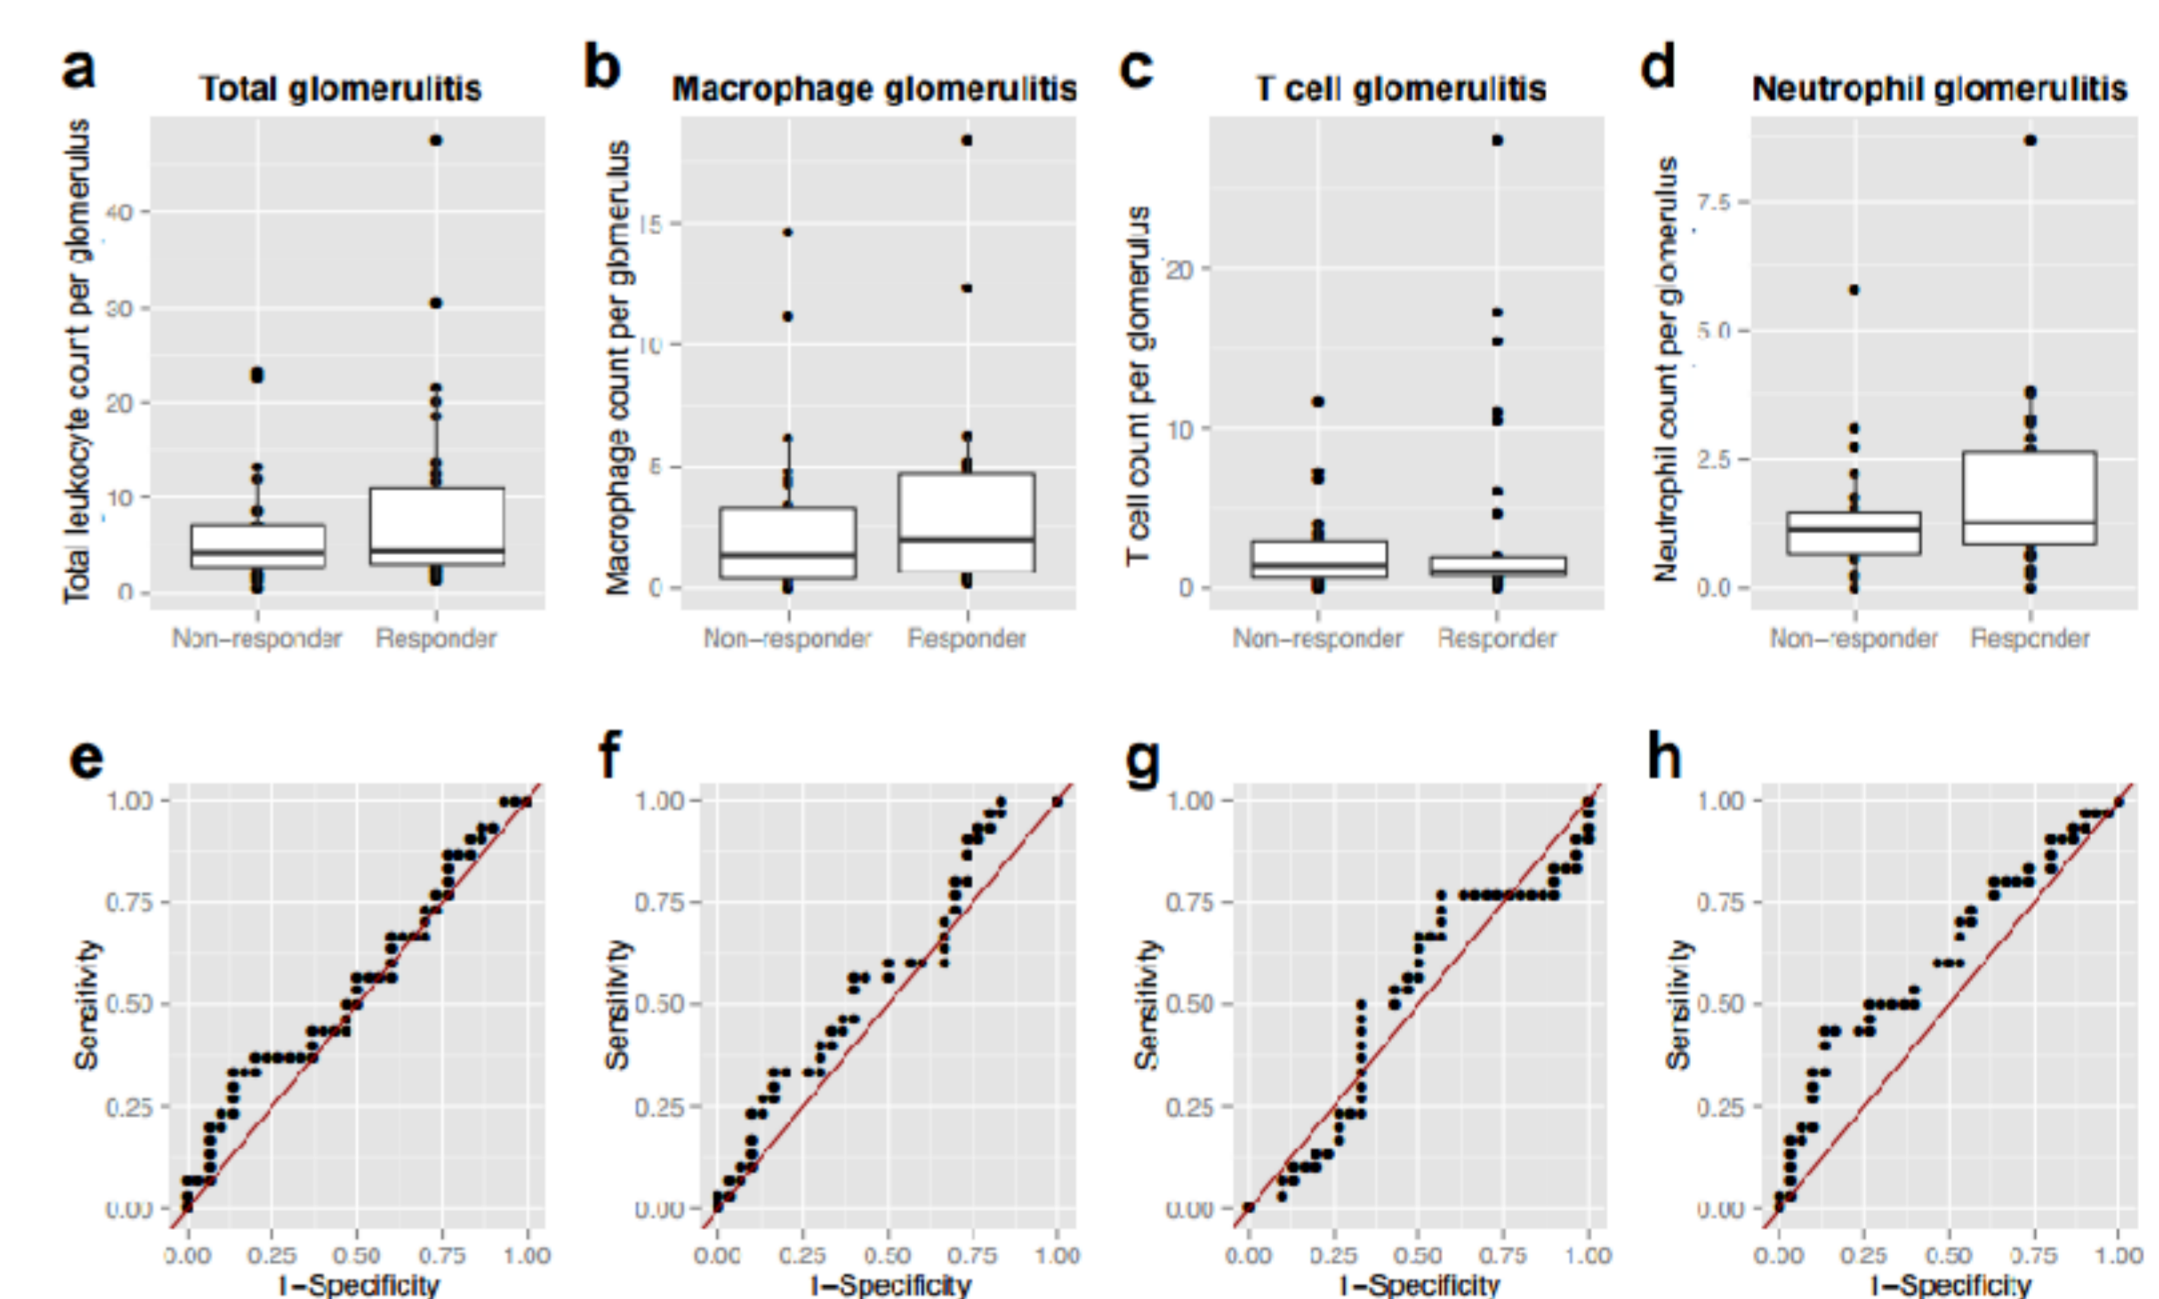 a
Total glomerulitis
Total leukocyte count per glomerulus
40
30
20
10
0
Non-responder Responder
b
Macrophage glomerulitis
Macrophage count per glomerulus
15
10
5
0
Non-responder Responder
c
T cell glomerulitis
T cell count per glomerulus
20
10
0
Non-responder Responder
d
Neutrophil glomerulitis
Neutrophil count per glomerulus
7.5
5.0
2.5
0.0
Non-responder Responder
e
Sensitivity
1.00
0.75
0.50
0.25
0.00
0.00 0.25 0.50 0.75 1.00
1-Specificity
f
Sensitivity
1.00
0.75
0.50
0.25
0.00
0.00 0.25 0.50 0.75 1.00
1-Specificity
g
Sensitivity
1.00
0.75
0.50
0.25
0.00
0.00 0.25 0.50 0.75 1.00
1-Specificity
h
Sensitivity
1.00
0.75
0.50
0.25
0.00
0.00 0.25 0.50 0.75 1.00
1-Specificity